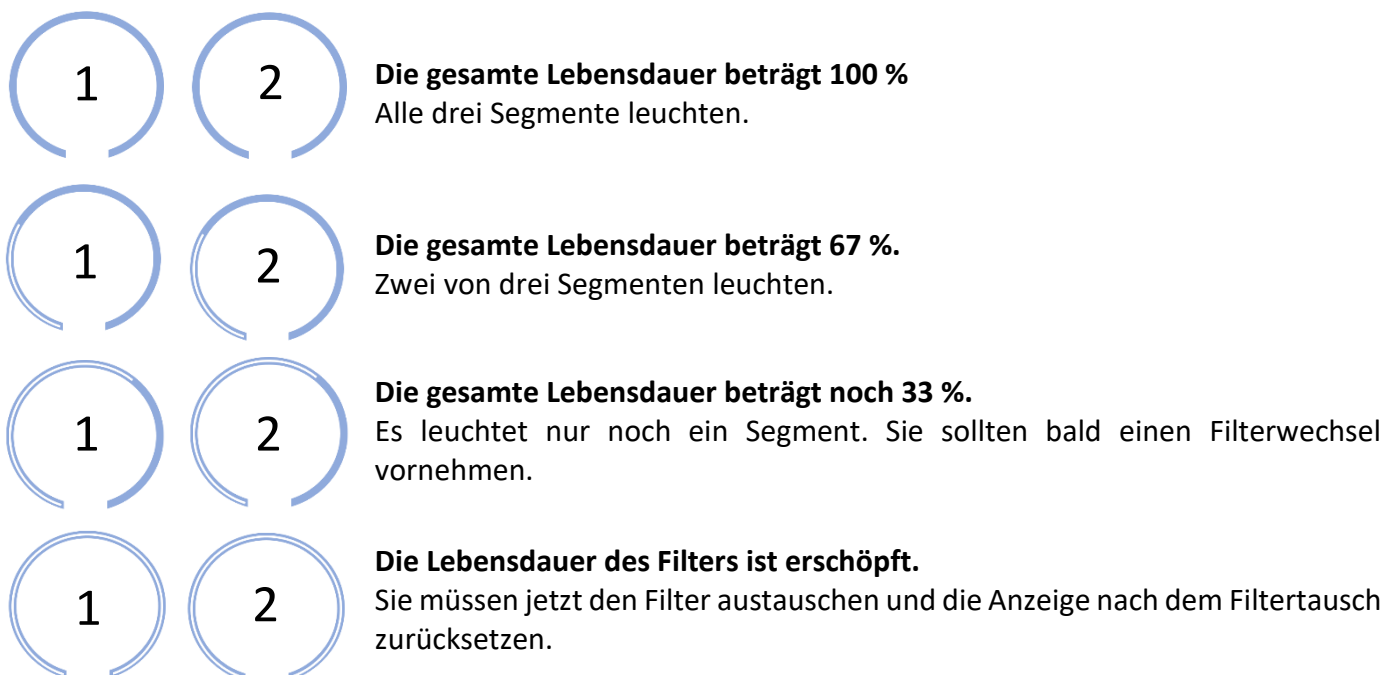 1 2 Die gesamte Lebensdauer beträgt 100 %
Alle drei Segmente leuchten.
1 2 Die gesamte Lebensdauer beträgt 67 %.
Zwei von drei Segmenten leuchten.
1 2 Die gesamte Lebensdauer beträgt noch 33 %.
Es leuchtet nur noch ein Segment. Sie sollten bald einen Filterwechsel
vornehmen.
1 2 Die Lebensdauer des Filters ist erschöpft.
Sie müssen jetzt den Filter austauschen und die Anzeige nach dem Filtertausch
zurücksetzen.